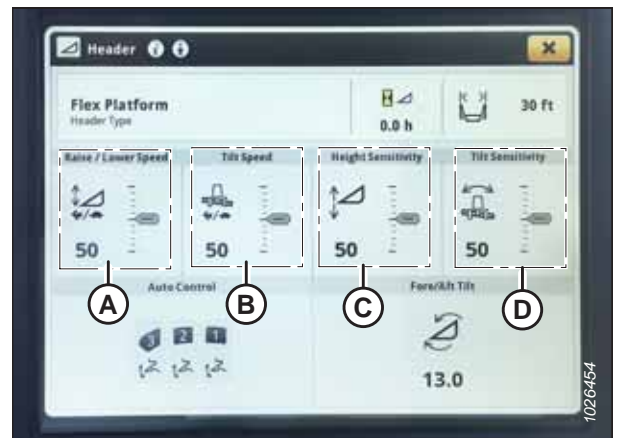 Header
Flex Platform
Header Type
0.0 h
30 ft
Raise / Lower Speed
Tilt Speed
Height Sensitivity
Tilt Sensitivity
50
50
50
50
A
B
C
D
Auto Control
Fore/Aft Tilt
3 2 1
13.0
1026454